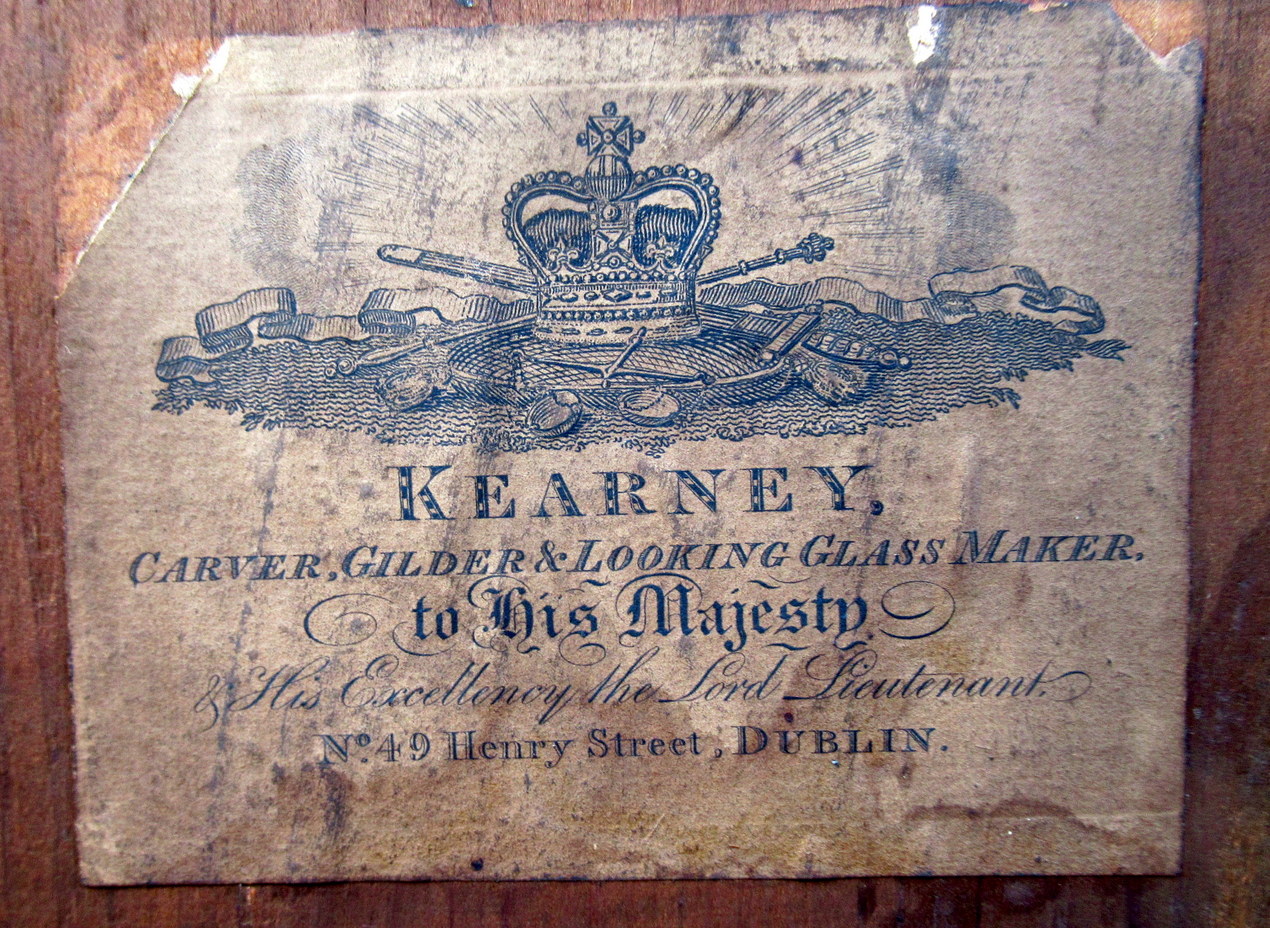 KEARNEY,
CARVER, GILDER & LOOKING GLASS MAKER,
to His Majesty
& His Excellency the Lord Lieutenant.
No. 49 Henry Street, DUBLIN.